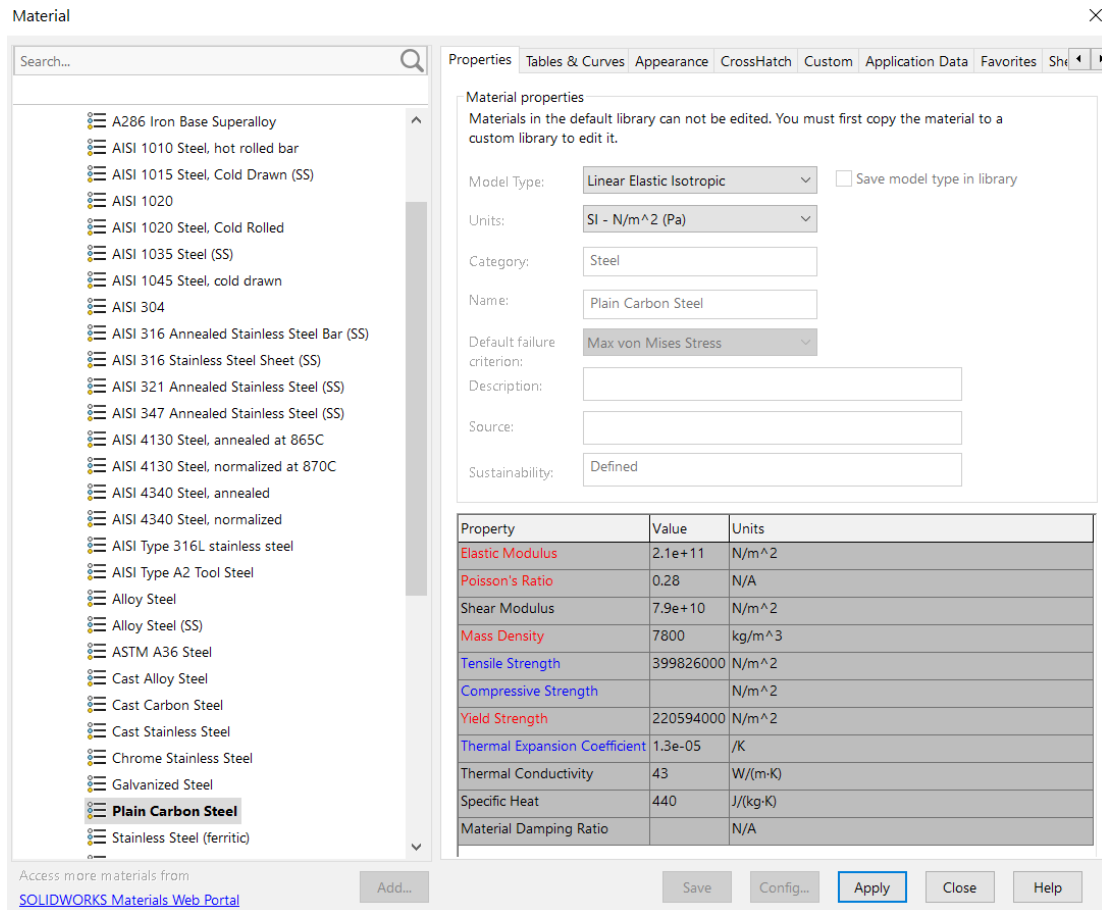 Material
Search...
A286 Iron Base Superalloy
AISI 1010 Steel, hot rolled bar
AISI 1015 Steel, Cold Drawn (SS)
AISI 1020
AISI 1020 Steel, Cold Rolled
AISI 1035 Steel (SS)
AISI 1045 Steel, cold drawn
AISI 304
AISI 316 Annealed Stainless Steel Bar (SS)
AISI 316 Stainless Steel Sheet (SS)
AISI 321 Annealed Stainless Steel (SS)
AISI 347 Annealed Stainless Steel (SS)
AISI 4130 Steel, annealed at 865C
AISI 4130 Steel, normalized at 870C
AISI 4340 Steel, annealed
AISI 4340 Steel, normalized
AISI Type 316L stainless steel
AISI Type A2 Tool Steel
Alloy Steel
Alloy Steel (SS)
ASTM A36 Steel
Cast Alloy Steel
Cast Carbon Steel
Cast Stainless Steel
Chrome Stainless Steel
Galvanized Steel
Plain Carbon Steel
Stainless Steel (ferritic)
Access more materials from
SOLIDWORKS Materials Web Portal
Add...
Properties Tables & Curves Appearance CrossHatch Custom Application Data Favorites She
Material properties
Materials in the default library can not be edited. You must first copy the material to a
custom library to edit it.
Model Type: Linear Elastic Isotropic Save model type in library
Units: SI - N/m^2 (Pa)
Category: Steel
Name: Plain Carbon Steel
Default failure
criterion: Max von Mises Stress
Description:
Source:
Sustainability: Defined
Property Value Units
Elastic Modulus 2.1e+11 N/m^2
Poisson's Ratio 0.28 N/A
Shear Modulus 7.9e+10 N/m^2
Mass Density 7800 kg/m^3
Tensile Strength 399826000 N/m^2
Compressive Strength N/m^2
Yield Strength 220594000 N/m^2
Thermal Expansion Coefficient 1.3e-05 /K
Thermal Conductivity 43 W/(m·K)
Specific Heat 440 J/(kg·K)
Material Damping Ratio N/A
Save Config... Apply Close Help